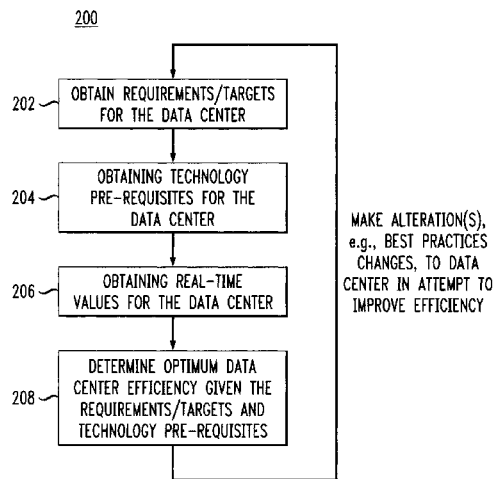 200
202
OBTAIN REQUIREMENTS/TARGETS
FOR THE DATA CENTER
204
OBTAINING TECHNOLOGY
PRE-REQUISITES FOR THE
DATA CENTER
206
OBTAINING REAL-TIME
VALUES FOR THE DATA CENTER
208
DETERMINE OPTIMUM DATA
CENTER EFFICIENCY GIVEN THE
REQUIREMENTS/TARGETS AND
TECHNOLOGY PRE-REQUISITES
MAKE ALTERATION(S),
e.g., BEST PRACTICES
CHANGES, TO DATA
CENTER IN ATTEMPT TO
IMPROVE EFFICIENCY